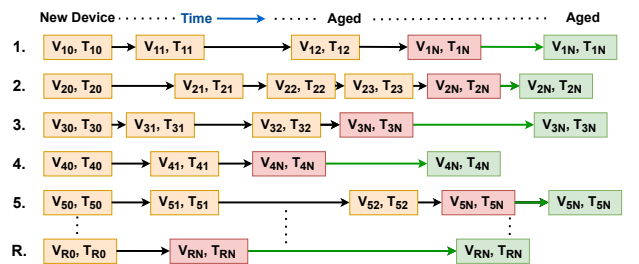 New Device Time Aged Aged
1. V10, T10 V11, T11 V12, T12 V1N, T1N V1N, T1N
2. V20, T20 V21, T21 V22, T22 V23, T23 V2N, T2N V2N, T2N
3. V30, T30 V31, T31 V32, T32 V3N, T3N V3N, T3N
4. V40, T40 V41, T41 V4N, T4N V4N, T4N
5. V50, T50 V51, T51 V52, T52 V5N, T5N V5N, T5N
R. VR0, TR0 VRN, TRN VRN, TRN